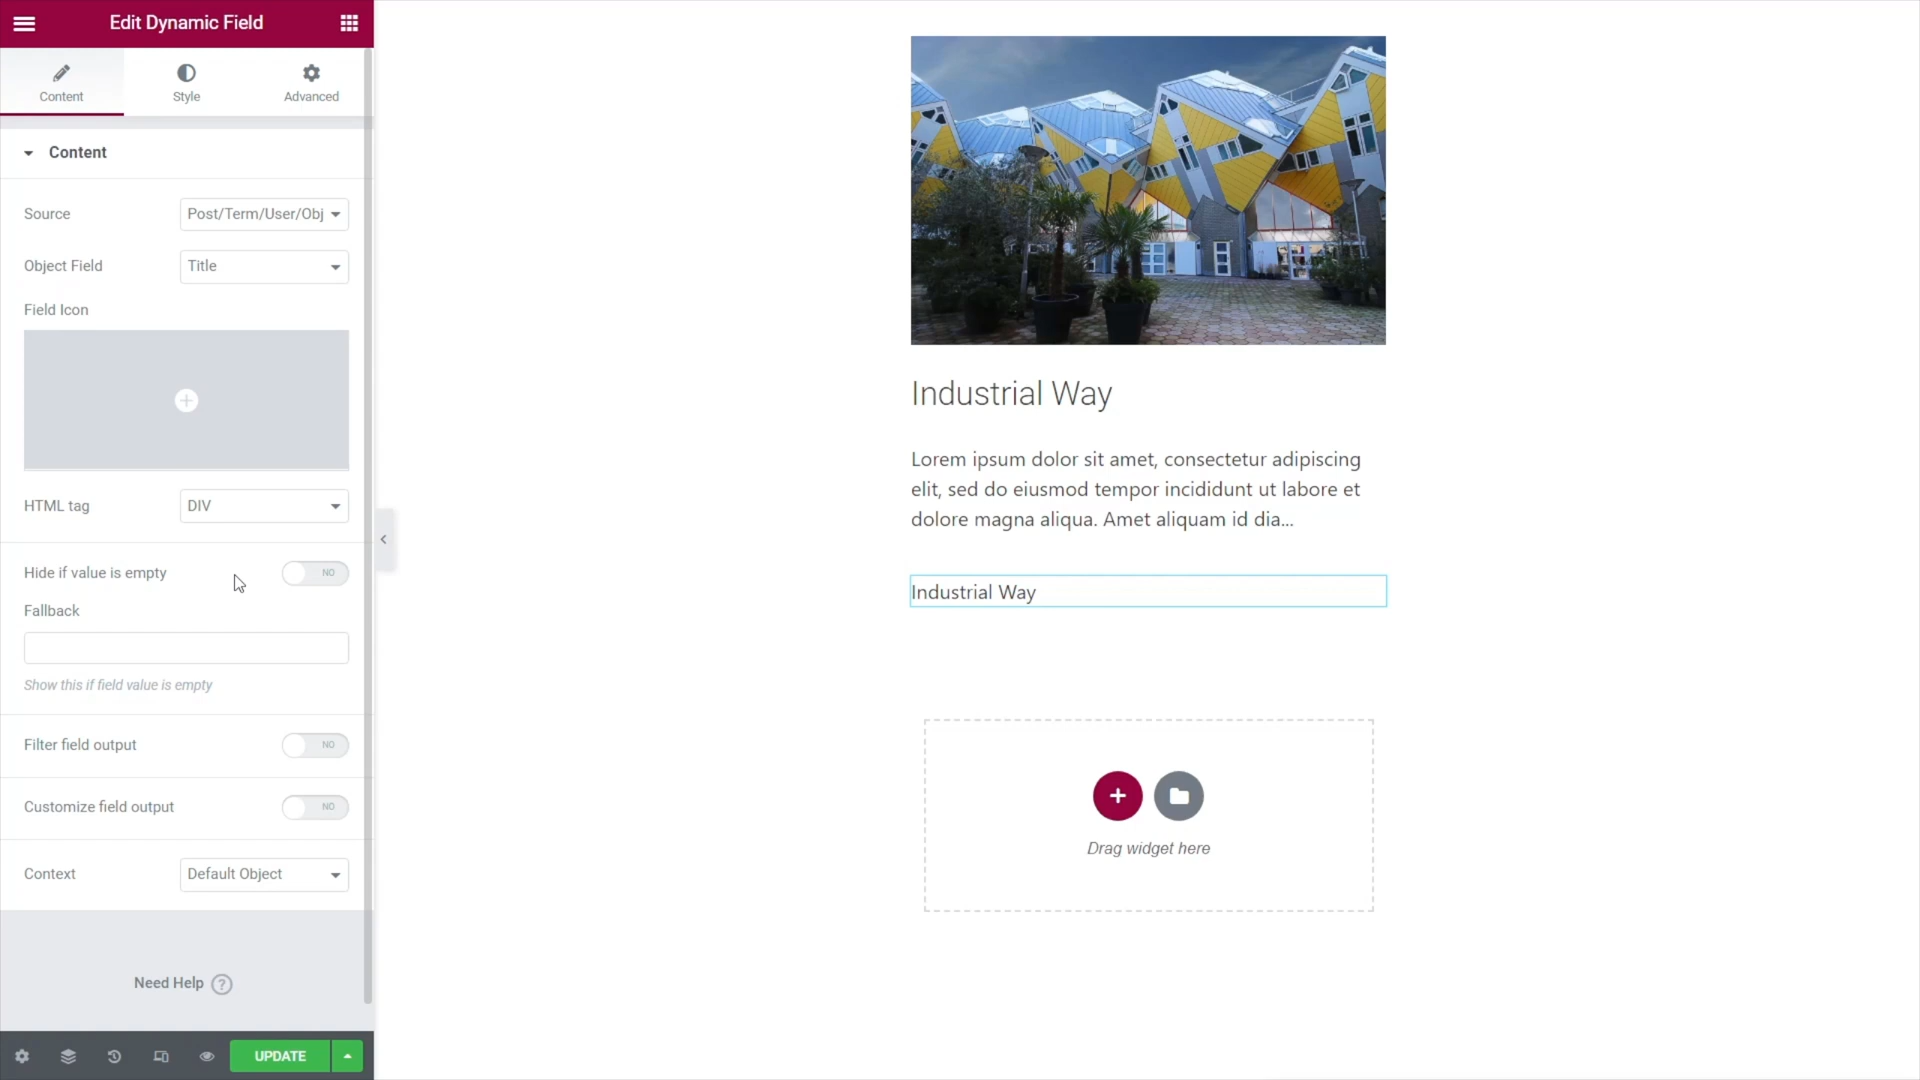 Edit Dynamic Field
Content
Style
Advanced
Content
Source
Post/Term/User/Obj
Object Field
Title
Field Icon
HTML tag
DIV
Hide if value is empty
NO
Fallback
Show this if field value is empty
Filter field output
NO
Customize field output
NO
Context
Default Object
Need Help ?
UPDATE
Industrial Way
Lorem ipsum dolor sit amet, consectetur adipiscing
elit, sed do eiusmod tempor incididunt ut labore et
dolore magna aliqua. Amet aliquam id dia...
Industrial Way
Drag widget here